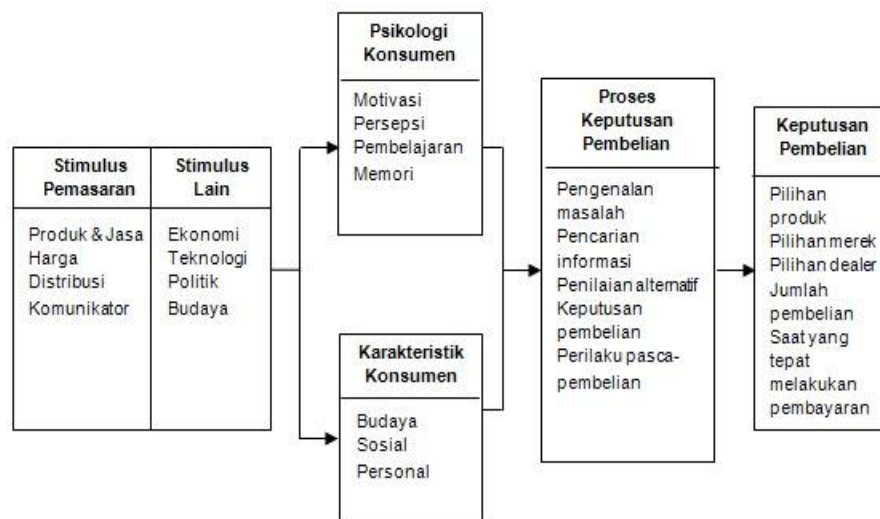 Stimulus
Pemasaran
Produk & Jasa
Harga
Distribusi
Komunikator
Stimulus
Lain
Ekonomi
Teknologi
Politik
Budaya
Psikologi
Konsumen
Motivasi
Persepsi
Pembelajaran
Memori
Karakteristik
Konsumen
Budaya
Sosial
Personal
Proses
Keputusan
Pembelian
Pengenalan
masalah
Pencarian
informasi
Penilaian alternatif
Keputusan
pembelian
Perilaku pasca-
pembelian
Keputusan
Pembelian
Pilihan
produk
Pilihan merek
Pilihan dealer
Jumlah
pembelian
Saat yang
tepat
melakukan
pembayaran